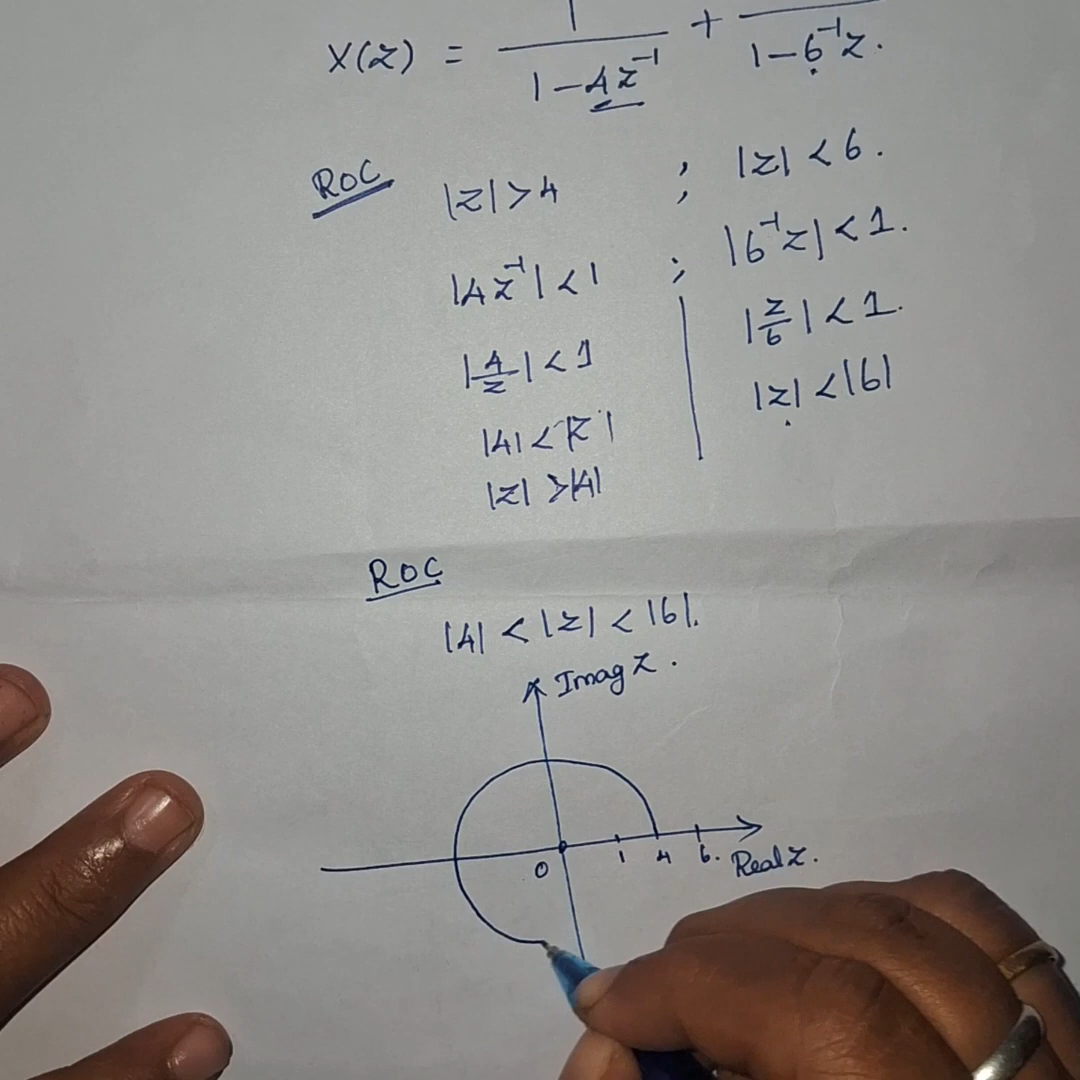 X(z) = 1/(1-4z⁻¹) + /(1-6⁻¹z).
ROC |z|>4 ; |z|<6.
|4z⁻¹|<1 ; |6⁻¹z|<1.
|4/z|<1 |z/6|<1.
|4|<|z| |z|<|6|
|z|>|4|
ROC
|4|<|z|<|6|.
Imag z.
0 1 4 6. Real z.